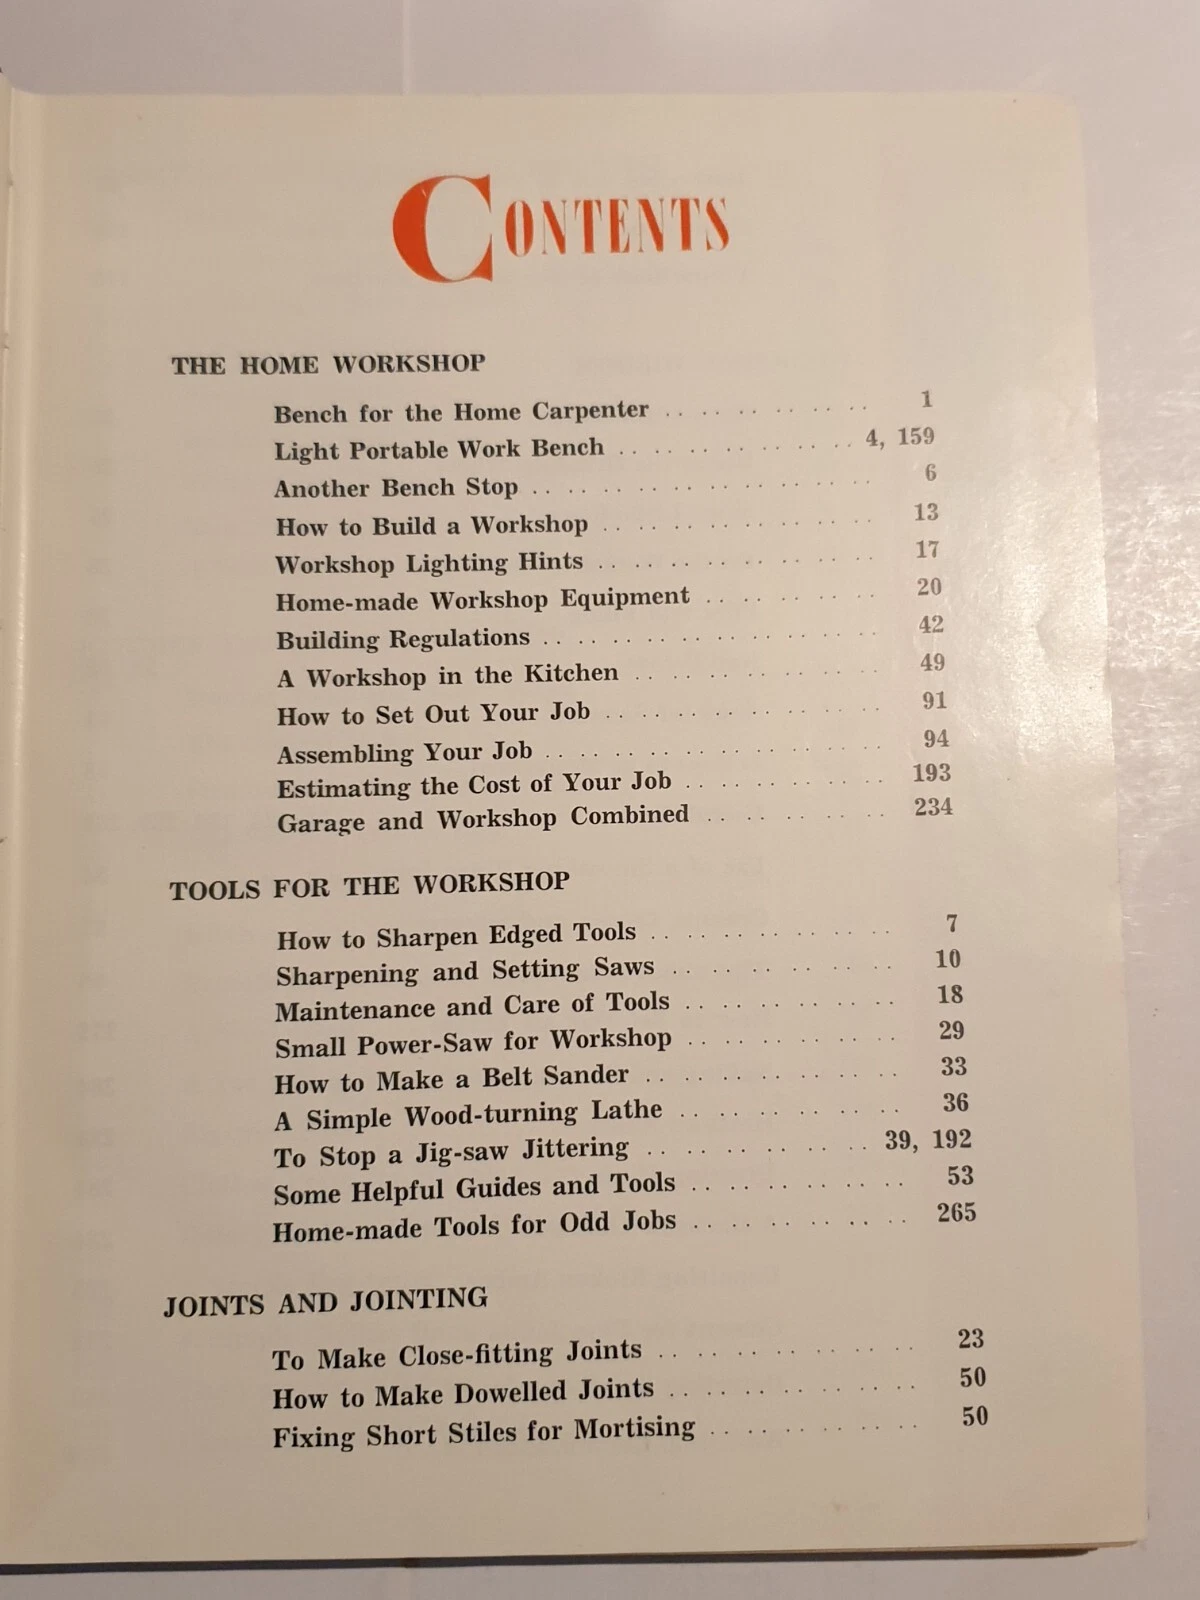 CONTENTS
THE HOME WORKSHOP
Bench for the Home Carpenter . . . . . . . . . 1
Light Portable Work Bench . . . . . . . . . . 4, 159
Another Bench Stop . . . . . . . . . . . . . . 6
How to Build a Workshop . . . . . . . . . . . . 13
Workshop Lighting Hints . . . . . . . . . . . . 17
Home-made Workshop Equipment . . . . . . . 20
Building Regulations . . . . . . . . . . . . . . 42
A Workshop in the Kitchen . . . . . . . . . . 49
How to Set Out Your Job . . . . . . . . . . . . 91
Assembling Your Job . . . . . . . . . . . . . . 94
Estimating the Cost of Your Job . . . . . . . . 193
Garage and Workshop Combined . . . . . . . 234
TOOLS FOR THE WORKSHOP
How to Sharpen Edged Tools . . . . . . . . . . 7
Sharpening and Setting Saws . . . . . . . . . 10
Maintenance and Care of Tools . . . . . . . . 18
Small Power-Saw for Workshop . . . . . . . . 29
How to Make a Belt Sander . . . . . . . . . . 33
A Simple Wood-turning Lathe . . . . . . . . . 36
To Stop a Jig-saw Jittering . . . . . . . . . 39, 192
Some Helpful Guides and Tools . . . . . . . . 53
Home-made Tools for Odd Jobs . . . . . . . . 265
JOINTS AND JOINTING
To Make Close-fitting Joints . . . . . . . . . . 23
How to Make Dowelled Joints . . . . . . . . . 50
Fixing Short Stiles for Mortising . . . . . . . . 50